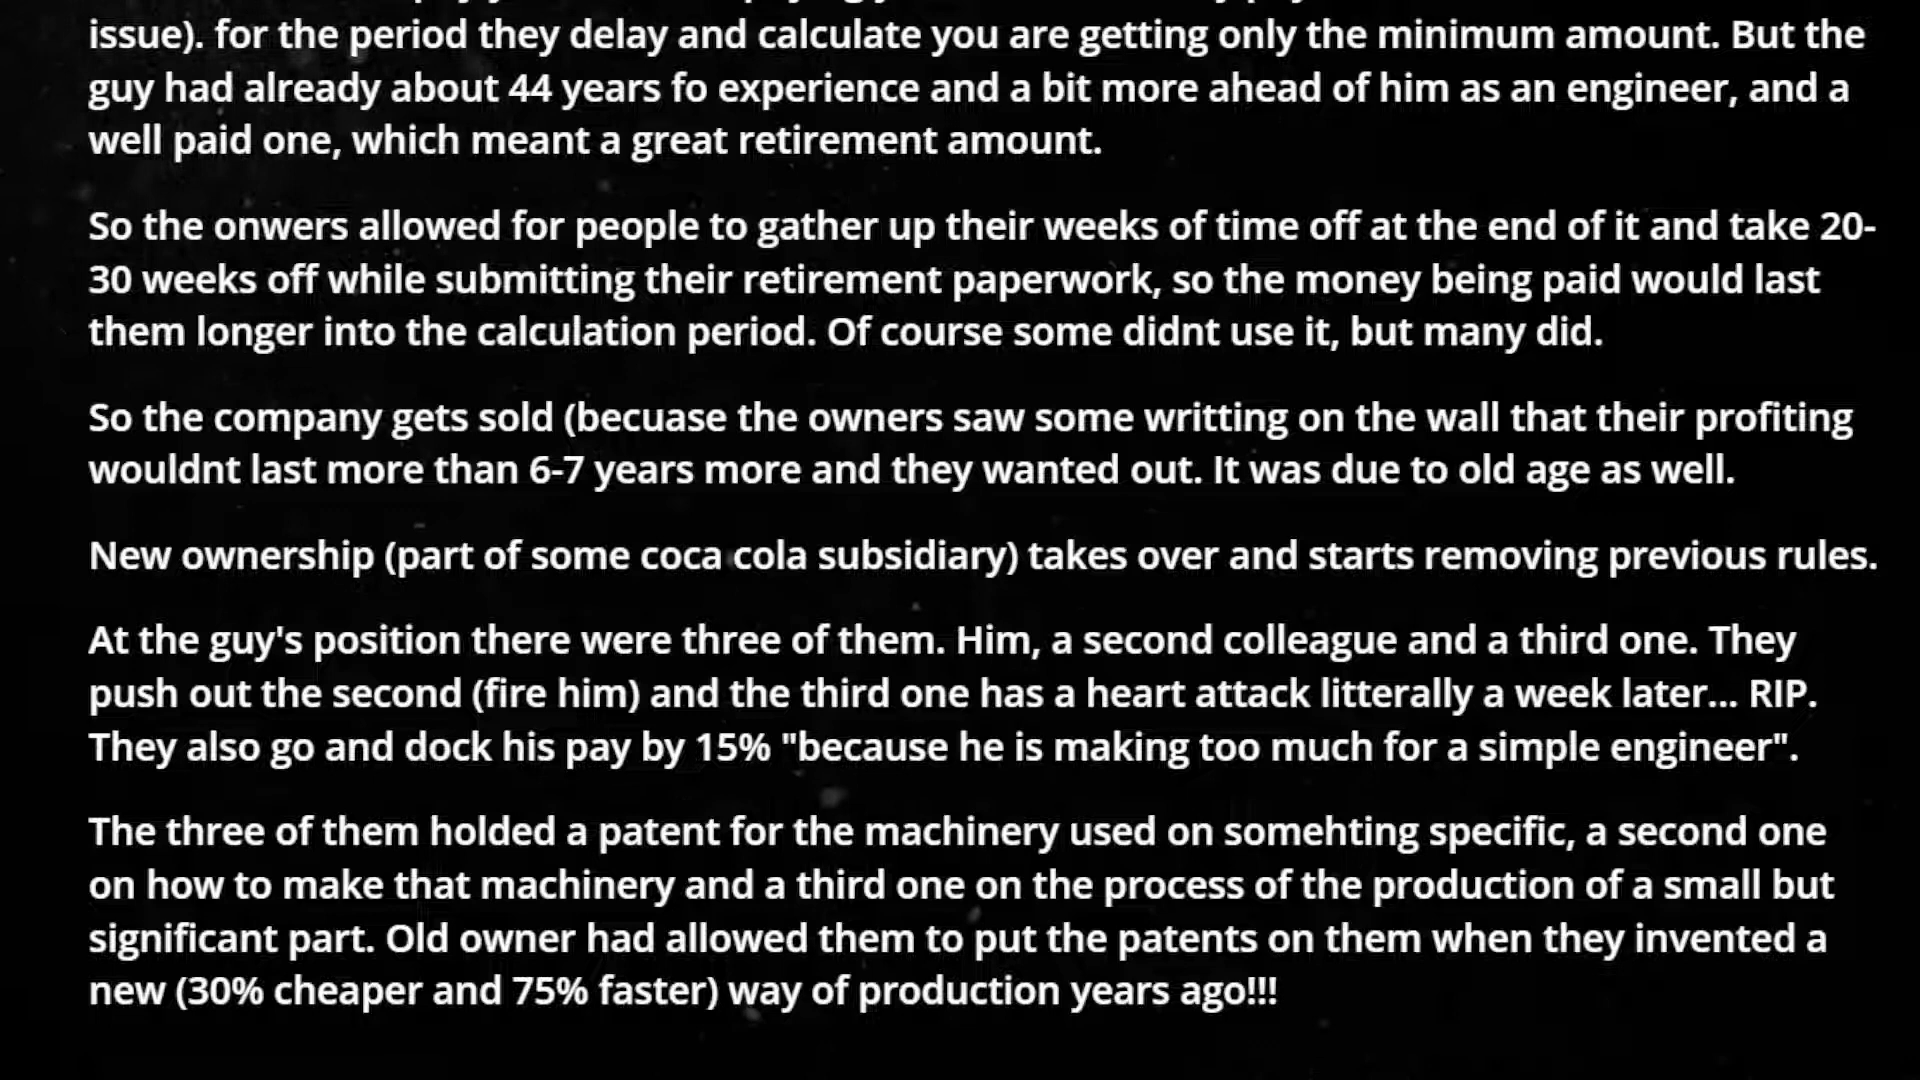 issue). for the period they delay and calculate you are getting only the minimum amount. But the
guy had already about 44 years fo experience and a bit more ahead of him as an engineer, and a
well paid one, which meant a great retirement amount.
So the onwers allowed for people to gather up their weeks of time off at the end of it and take 20-
30 weeks off while submitting their retirement paperwork, so the money being paid would last
them longer into the calculation period. Of course some didnt use it, but many did.
So the company gets sold (becuase the owners saw some writting on the wall that their profiting
wouldnt last more than 6-7 years more and they wanted out. It was due to old age as well.
New ownership (part of some coca cola subsidiary) takes over and starts removing previous rules.
At the guy's position there were three of them. Him, a second colleague and a third one. They
push out the second (fire him) and the third one has a heart attack litterally a week later... RIP.
They also go and dock his pay by 15% "because he is making too much for a simple engineer".
The three of them holded a patent for the machinery used on somehting specific, a second one
on how to make that machinery and a third one on the process of the production of a small but
significant part. Old owner had allowed them to put the patents on them when they invented a
new (30% cheaper and 75% faster) way of production years ago!!!